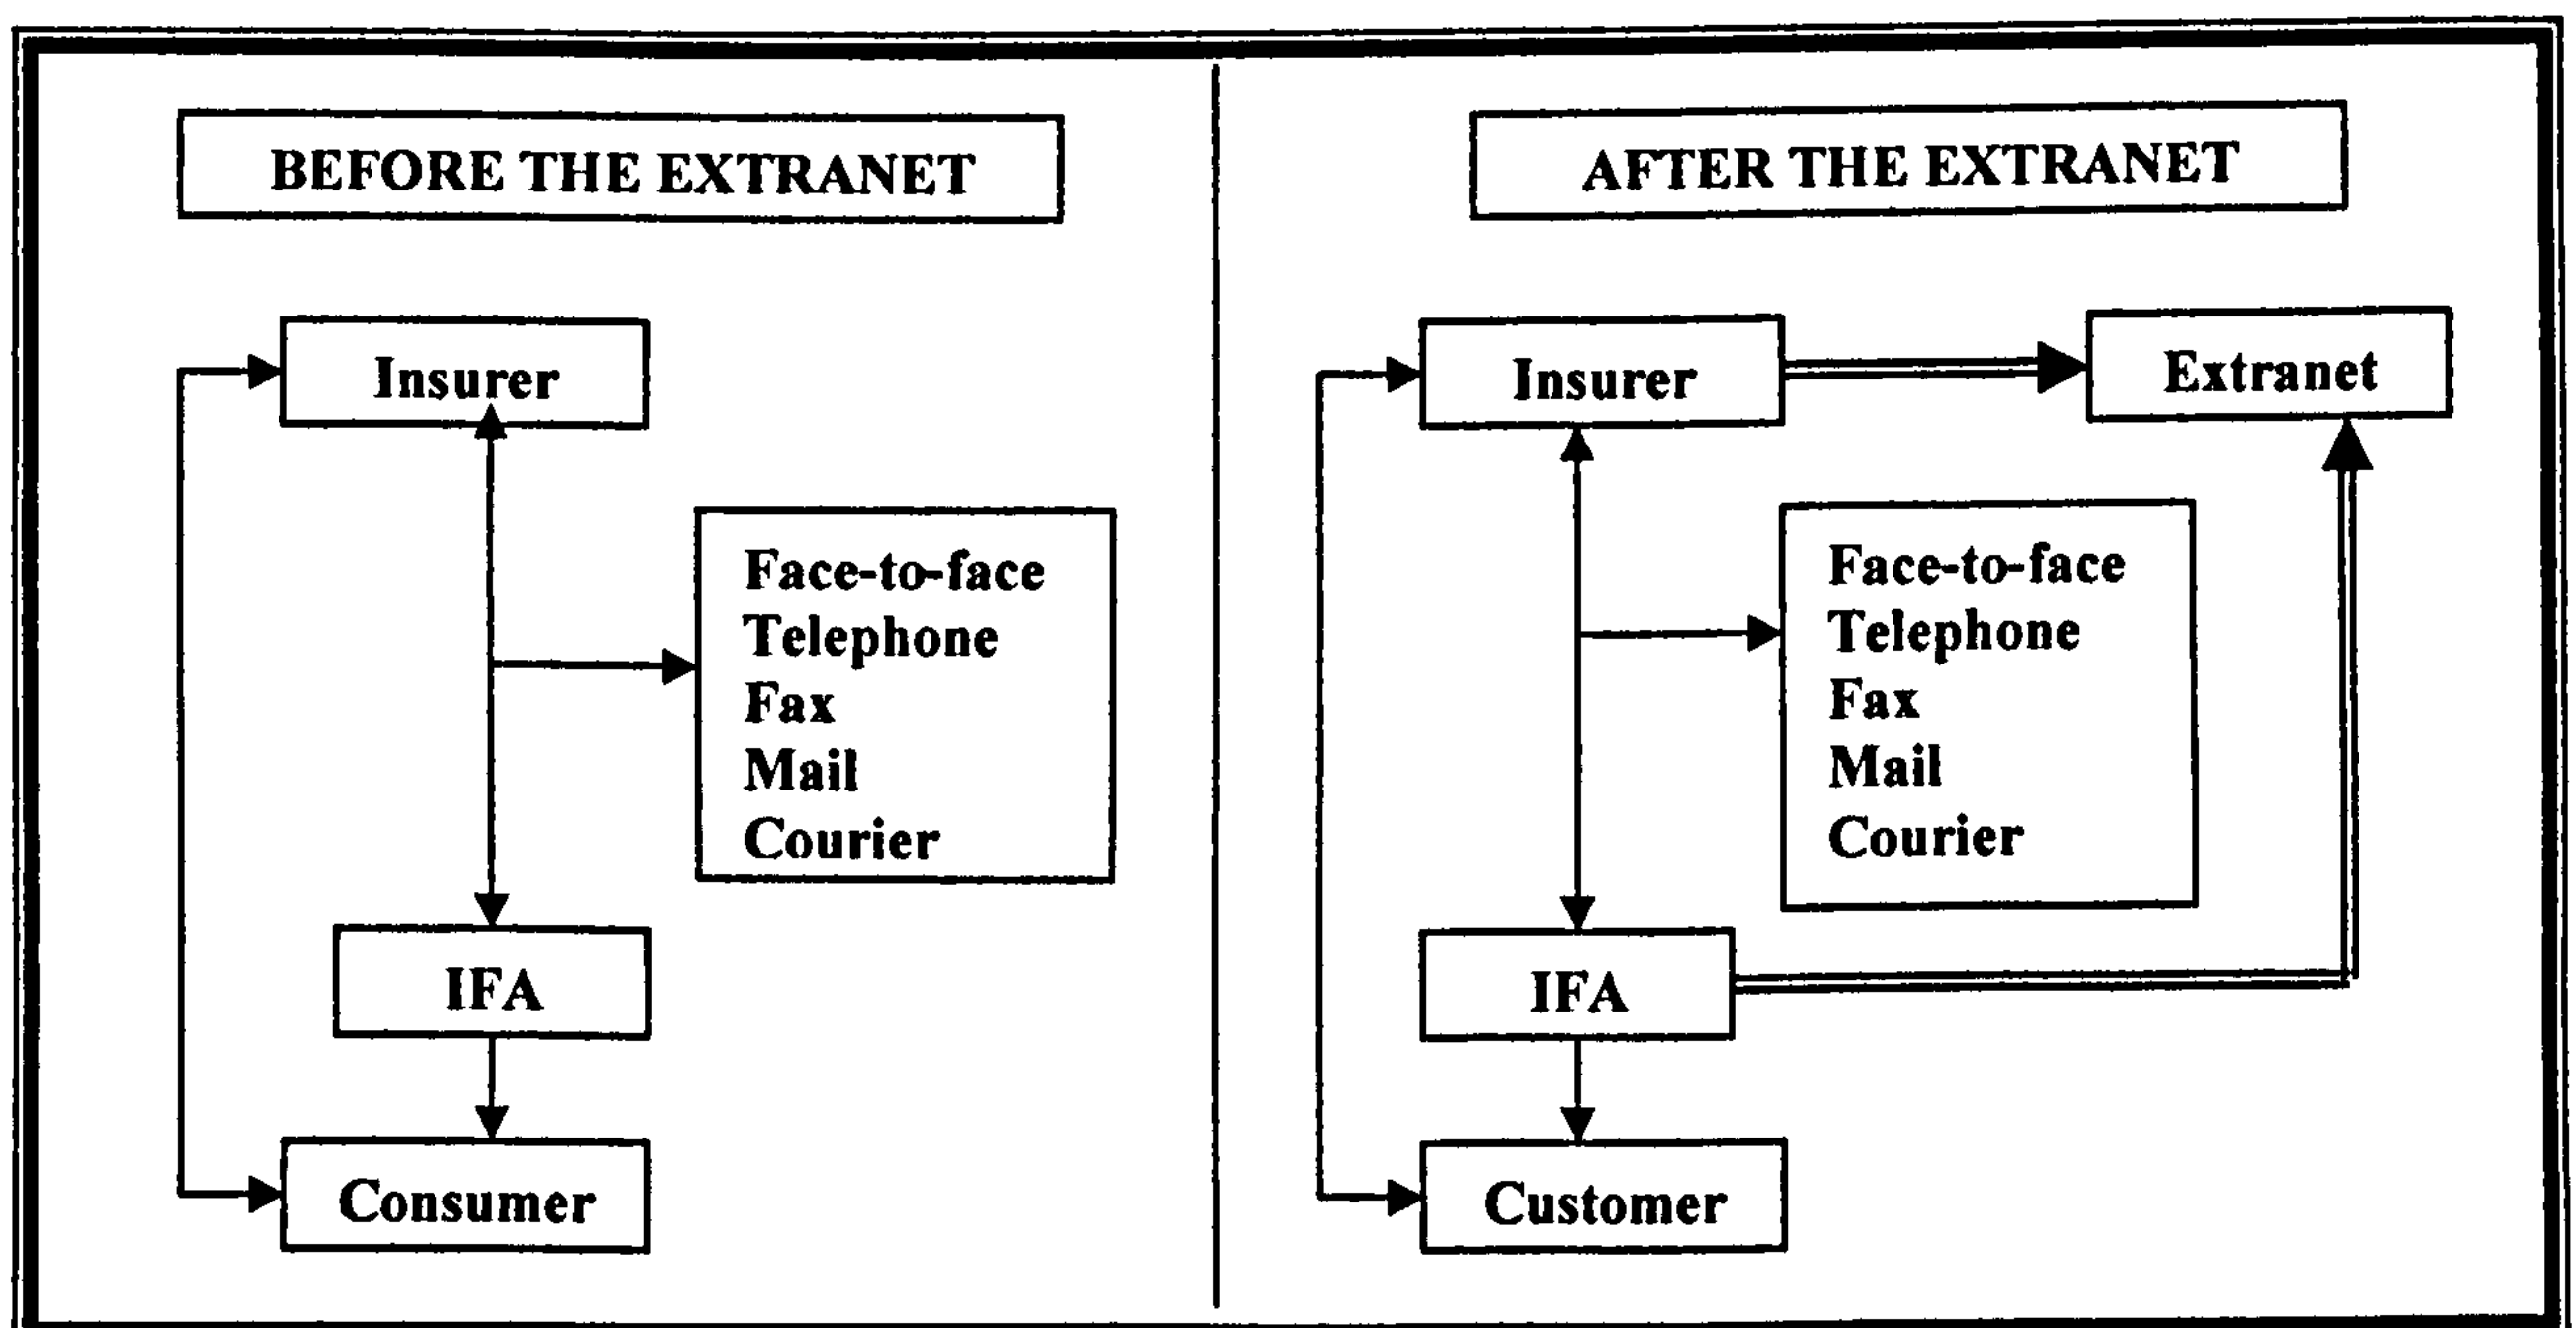 BEFORE THE EXTRANET
Insurer
Face-to-face
Telephone
Fax
Mail
Courier
IFA
Consumer
AFTER THE EXTRANET
Insurer
Extranet
Face-to-face
Telephone
Fax
Mail
Courier
IFA
Customer